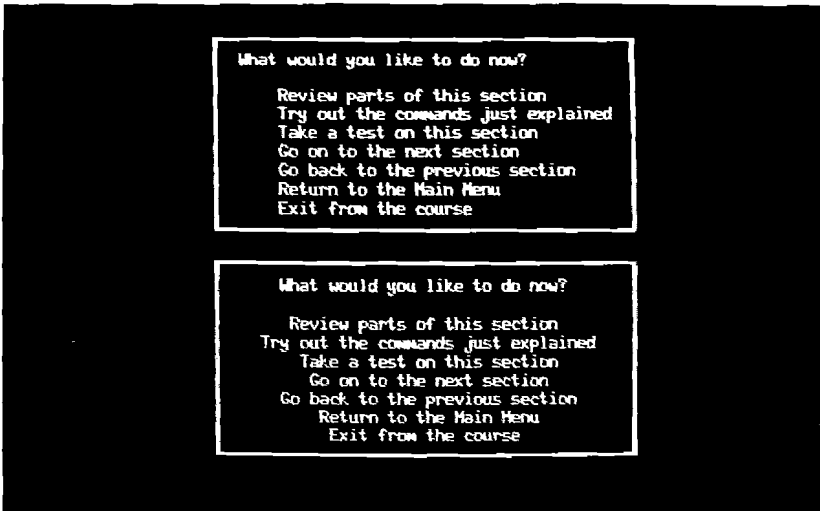 What would you like to do now?
Review parts of this section
Try out the commands just explained
Take a test on this section
Go on to the next section
Go back to the previous section
Return to the Main Menu
Exit from the course
What would you like to do now?
Review parts of this section
Try out the commands just explained
Take a test on this section
Go on to the next section
Go back to the previous section
Return to the Main Menu
Exit from the course